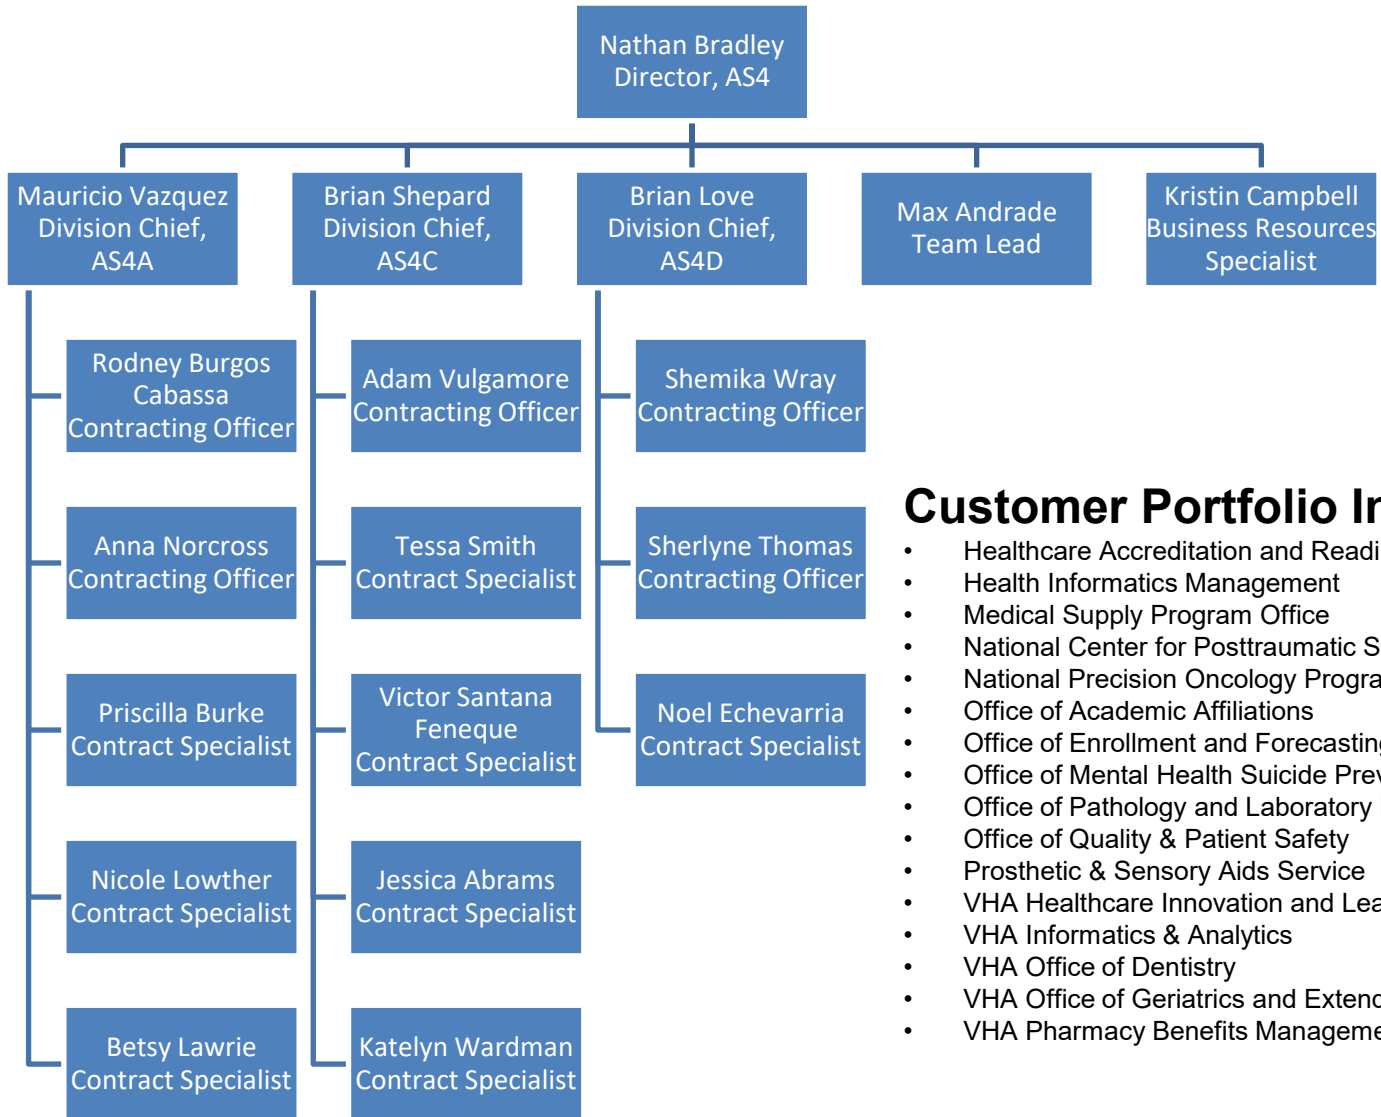 Nathan Bradley
Director, AS4
Mauricio Vazquez
Division Chief,
AS4A
Brian Shepard
Division Chief,
AS4C
Brian Love
Division Chief,
AS4D
Max Andrade
Team Lead
Kristin Campbell
Business Resources
Specialist
Rodney Burgos
Cabassa
Contracting Officer
Anna Norcross
Contracting Officer
Priscilla Burke
Contract Specialist
Nicole Lowther
Contract Specialist
Betsy Lawrie
Contract Specialist
Adam Vulgamore
Contracting Officer
Tessa Smith
Contract Specialist
Victor Santana
Feneque
Contract Specialist
Jessica Abrams
Contract Specialist
Katelyn Wardman
Contract Specialist
Shemika Wray
Contracting Officer
Sherlyne Thomas
Contracting Officer
Noel Echevarria
Contract Specialist
Customer Portfolio
• Healthcare Accreditation and
• Health Informatics Management
• Medical Supply Program Office
• National Center for Posttraumatic
• National Precision Oncology
• Office of Academic Affiliations
• Office of Enrollment and Forecasting
• Office of Mental Health Suicide
• Office of Pathology and Laboratory
• Office of Quality & Patient Safety
• Prosthetic & Sensory Aids Service
• VHA Healthcare Innovation and
• VHA Informatics & Analytics
• VHA Office of Dentistry
• VHA Office of Geriatrics and
• VHA Pharmacy Benefits